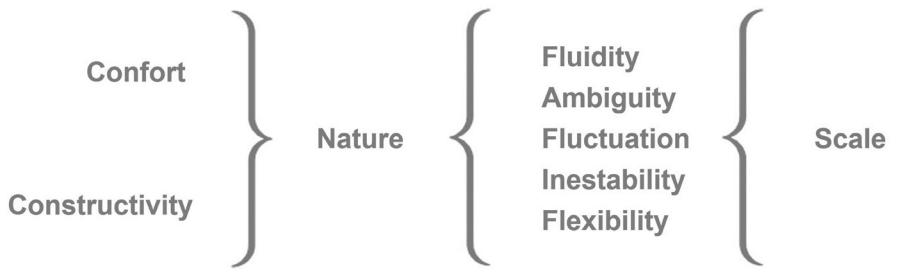 Confort
Constructivity
Nature
Fluidity
Ambiguity
Fluctuation
Inestability
Flexibility
Scale